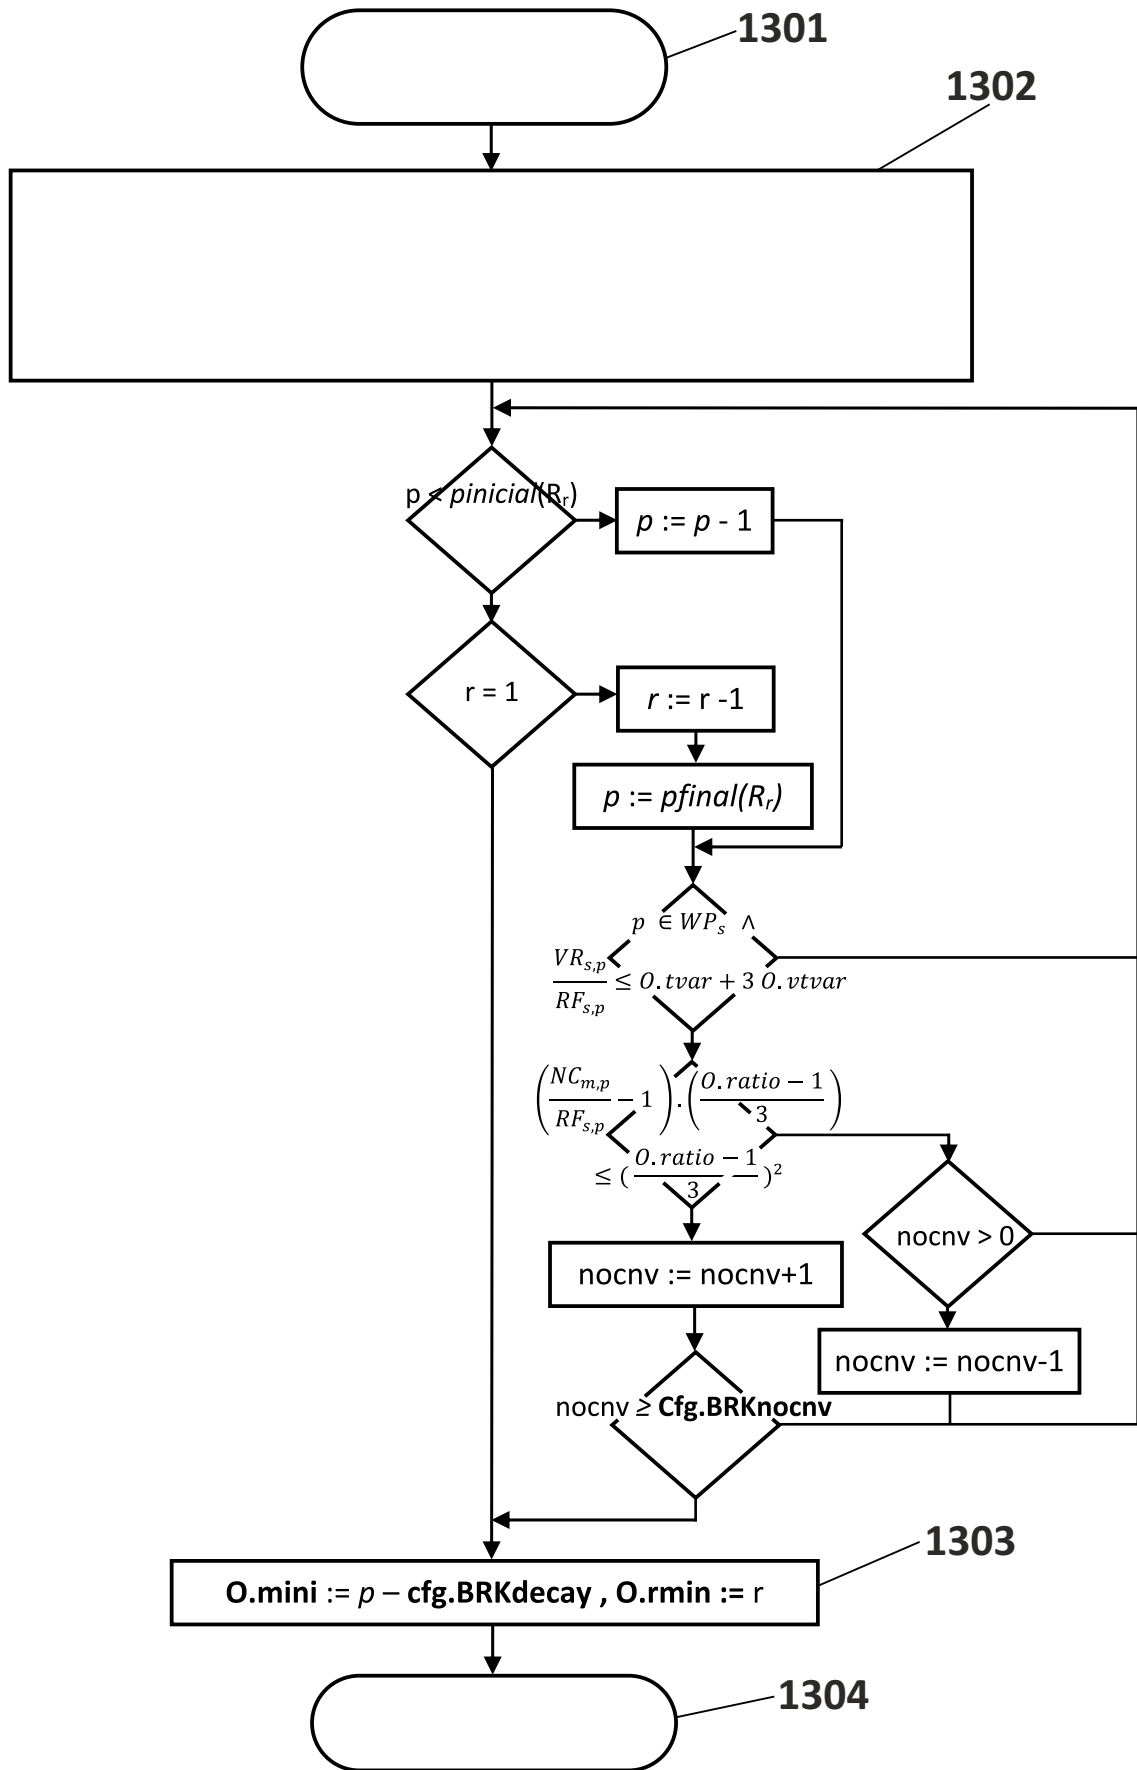 1301
1302
p < pinicial(Rᵣ)
p := p - 1
r = 1
r := r -1
p := pfinal(Rᵣ)
p ∈ WPₛ ∧
VRₛ,ₚ / RFₛ,ₚ ≤ O.tvar + 3 O.vtvar
(NCₘ,ₚ / RFₛ,ₚ − 1) . (O.ratio − 1 / 3)
≤ (O.ratio − 1 / 3)²
nocnv > 0
nocnv := nocnv+1
nocnv := nocnv-1
nocnv ≥ Cfg.BRKnocnv
1303
O.mini := p – cfg.BRKdecay , O.rmin := r
1304